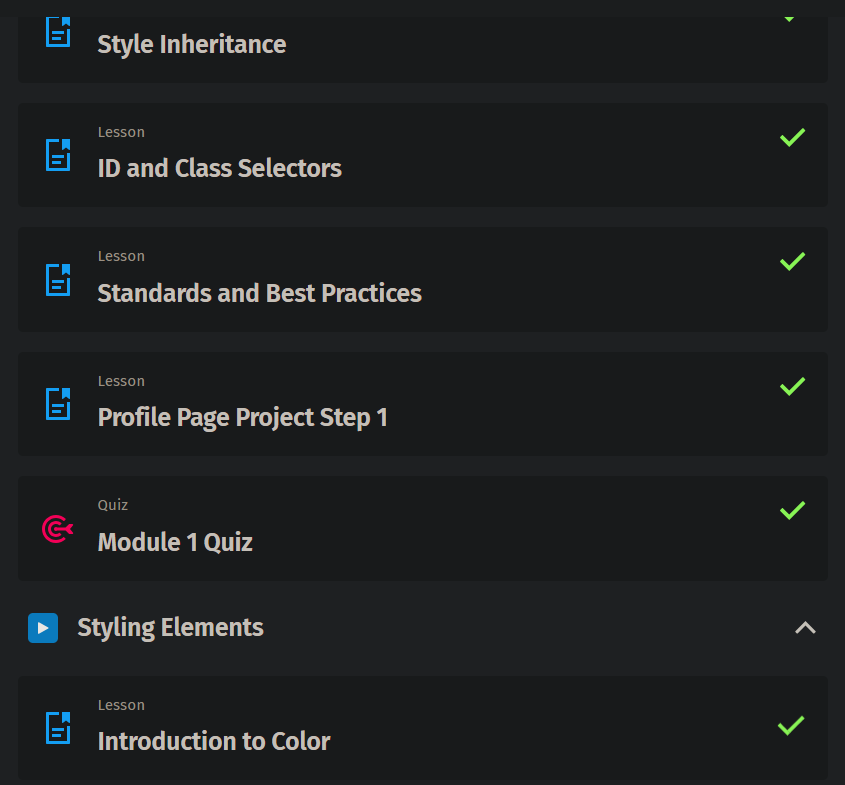 Style Inheritance
Lesson
ID and Class Selectors
Lesson
Standards and Best Practices
Lesson
Profile Page Project Step 1
Quiz
Module 1 Quiz
Styling Elements
Lesson
Introduction to Color